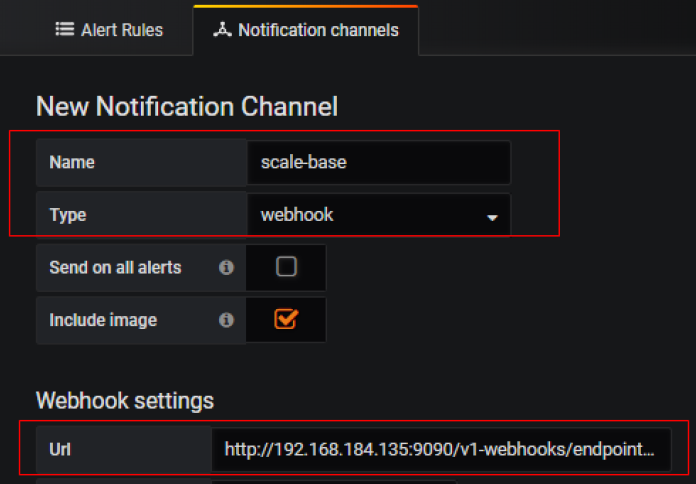 Alert Rules Notification channels
New Notification Channel
Name scale-base
Type webhook
Send on all alerts
Include image
Webhook settings
Url http://192.168.184.135:9090/v1-webhooks/endpoint...